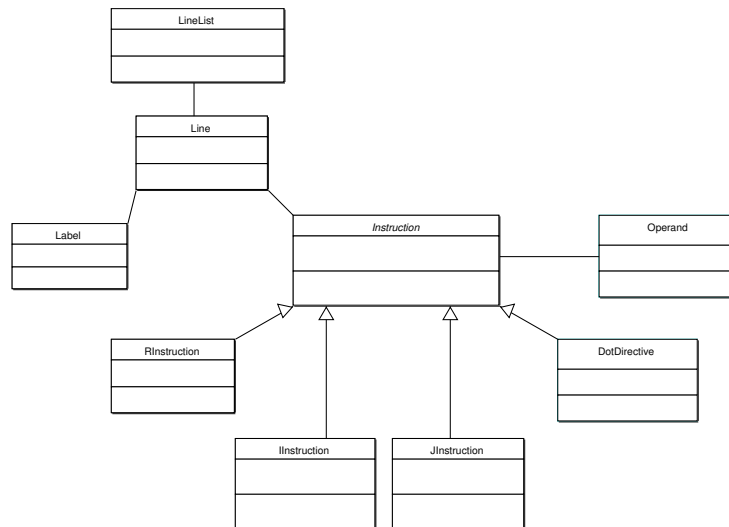 LineList
Line
Label
Instruction
Operand
RInstruction
DotDirective
IInstruction
JInstruction